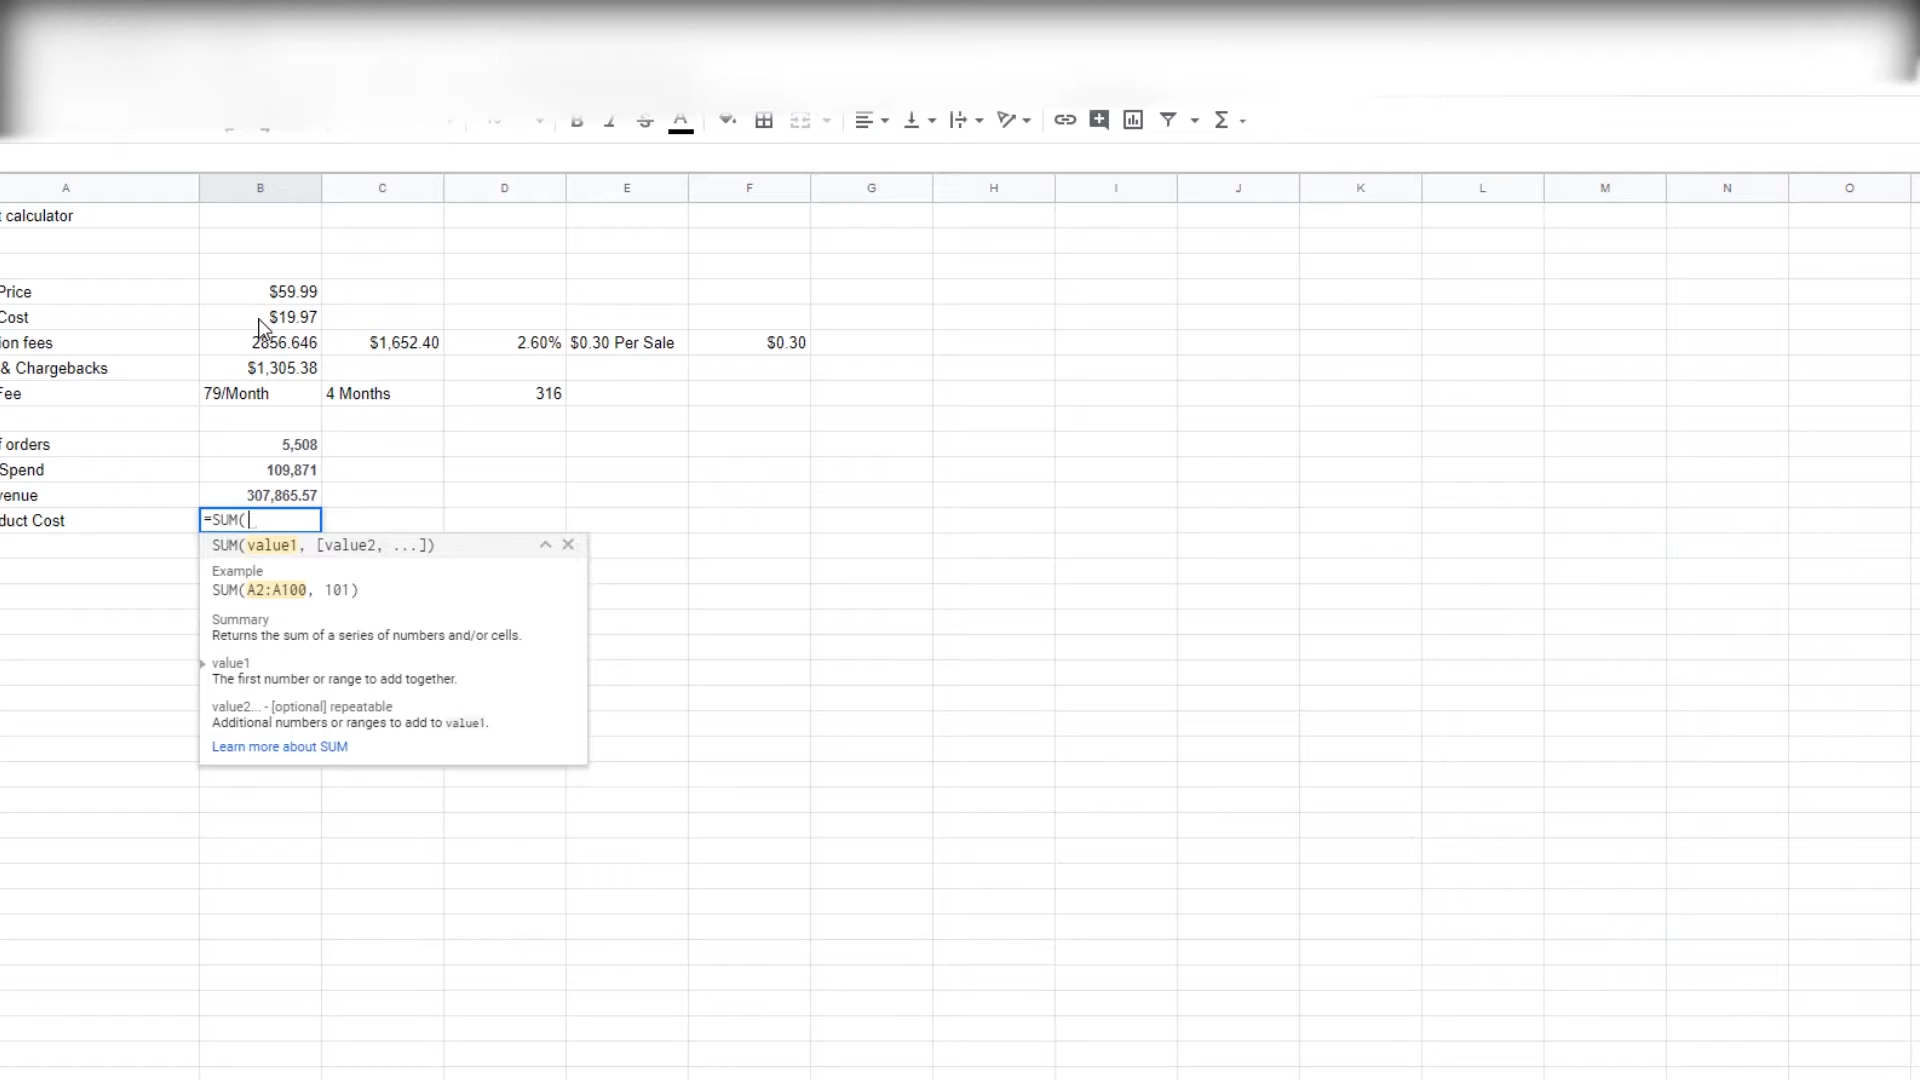 A B C D E F G H I J K L M N O
calculator
Price $59.99
Cost $19.97
ion fees 2856.646 $1,652.40 2.60% $0.30 Per Sale $0.30
& Chargebacks $1,305.38
Fee 79/Month 4 Months 316
orders 5,508
Spend 109,871
venue 307,865.57
duct Cost =SUM(
SUM(value1, [value2, ...])
Example
SUM(A2:A100, 101)
Summary
Returns the sum of a series of numbers and/or cells.
value1
The first number or range to add together.
value2... - [optional] repeatable
Additional numbers or ranges to add to value1.
Learn more about SUM